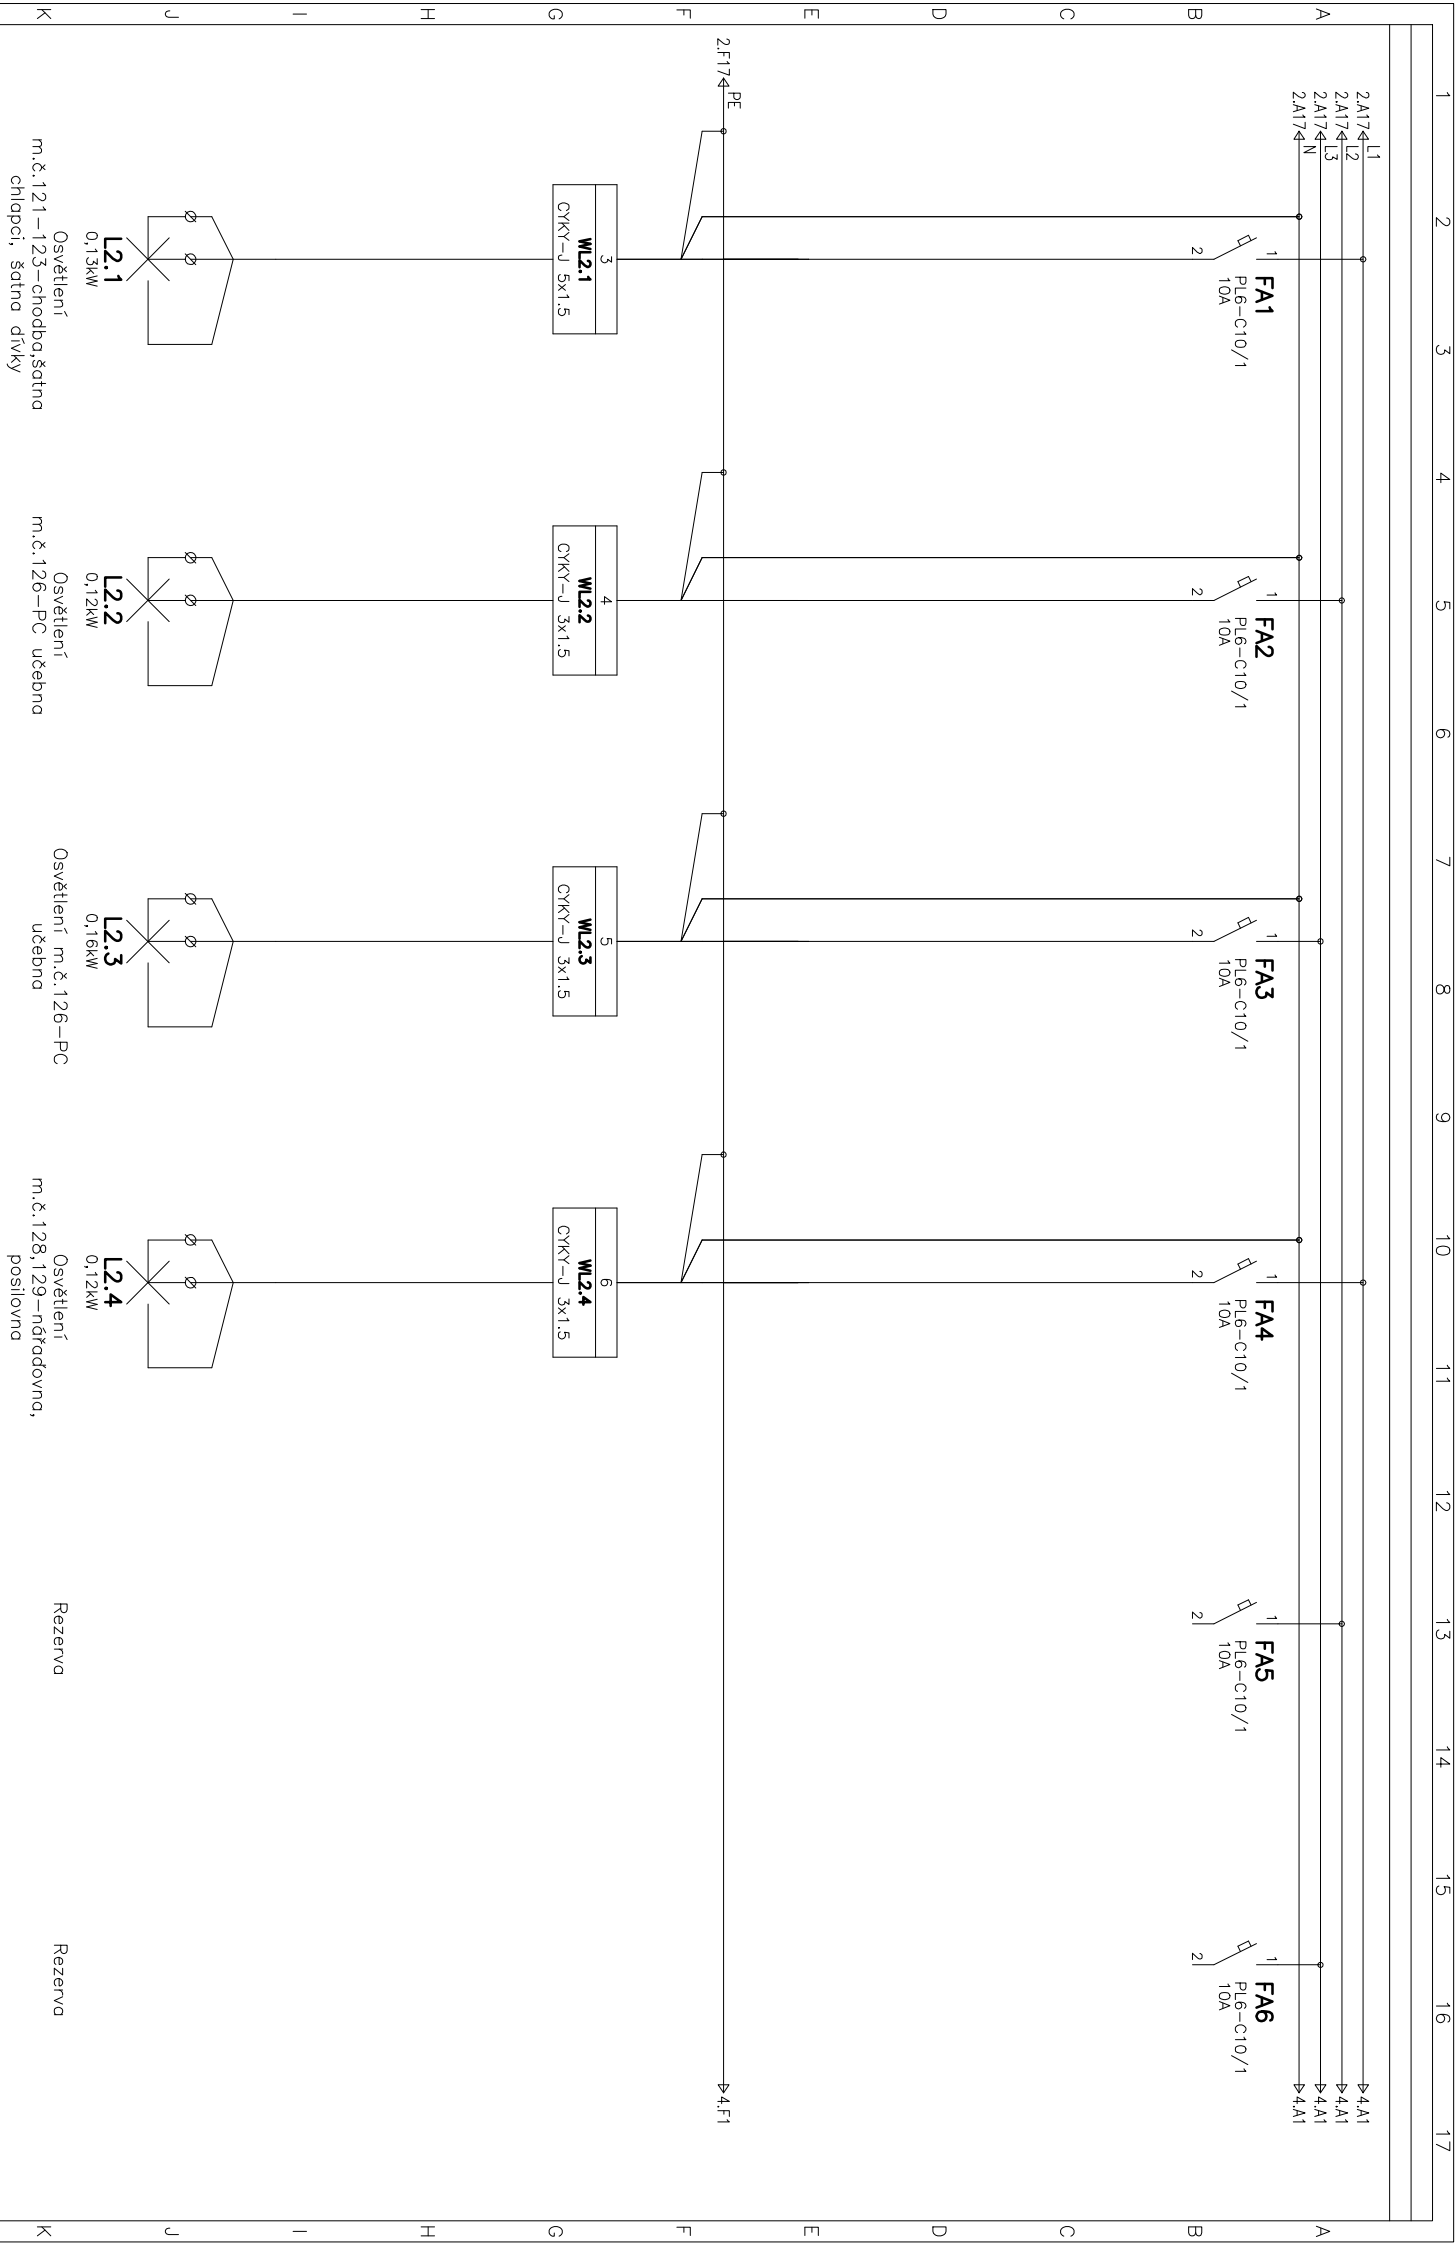 1 2 3 4 5 6 7 8 9 10 11 12 13 14 15 16 17
A A
2.A17 L1 4.A1
2.A17 L2 4.A1
2.A17 L3 4.A1
2.A17 N 4.A1
1 1 1 1 1 1
FA1 FA2 FA3 FA4 FA5 FA6
PL6-C10/1 PL6-C10/1 PL6-C10/1 PL6-C10/1 PL6-C10/1 PL6-C10/1
10A 10A 10A 10A 10A 10A
2 2 2 2 2 2
B B
C C
D D
E E
2.F17 PE 4.F1
F F
3 4 5 6
WL2.1 WL2.2 WL2.3 WL2.4
CYKY-J 5x1.5 CYKY-J 3x1.5 CYKY-J 3x1.5 CYKY-J 3x1.5
G G
H H
I I
J J
L2.1 L2.2 L2.3 L2.4
0,13kW 0,12kW 0,16kW 0,12kW
Osvětlení
m.č.121-123-chodba,šatna
chlapci, šatna dívky
Osvětlení
m.č.126-PC učebna
Osvětlení m.č.126-PC
učebna
Osvětlení
m.č.128,129-nářaďovna,
posilovna
Rezerva
Rezerva
K K